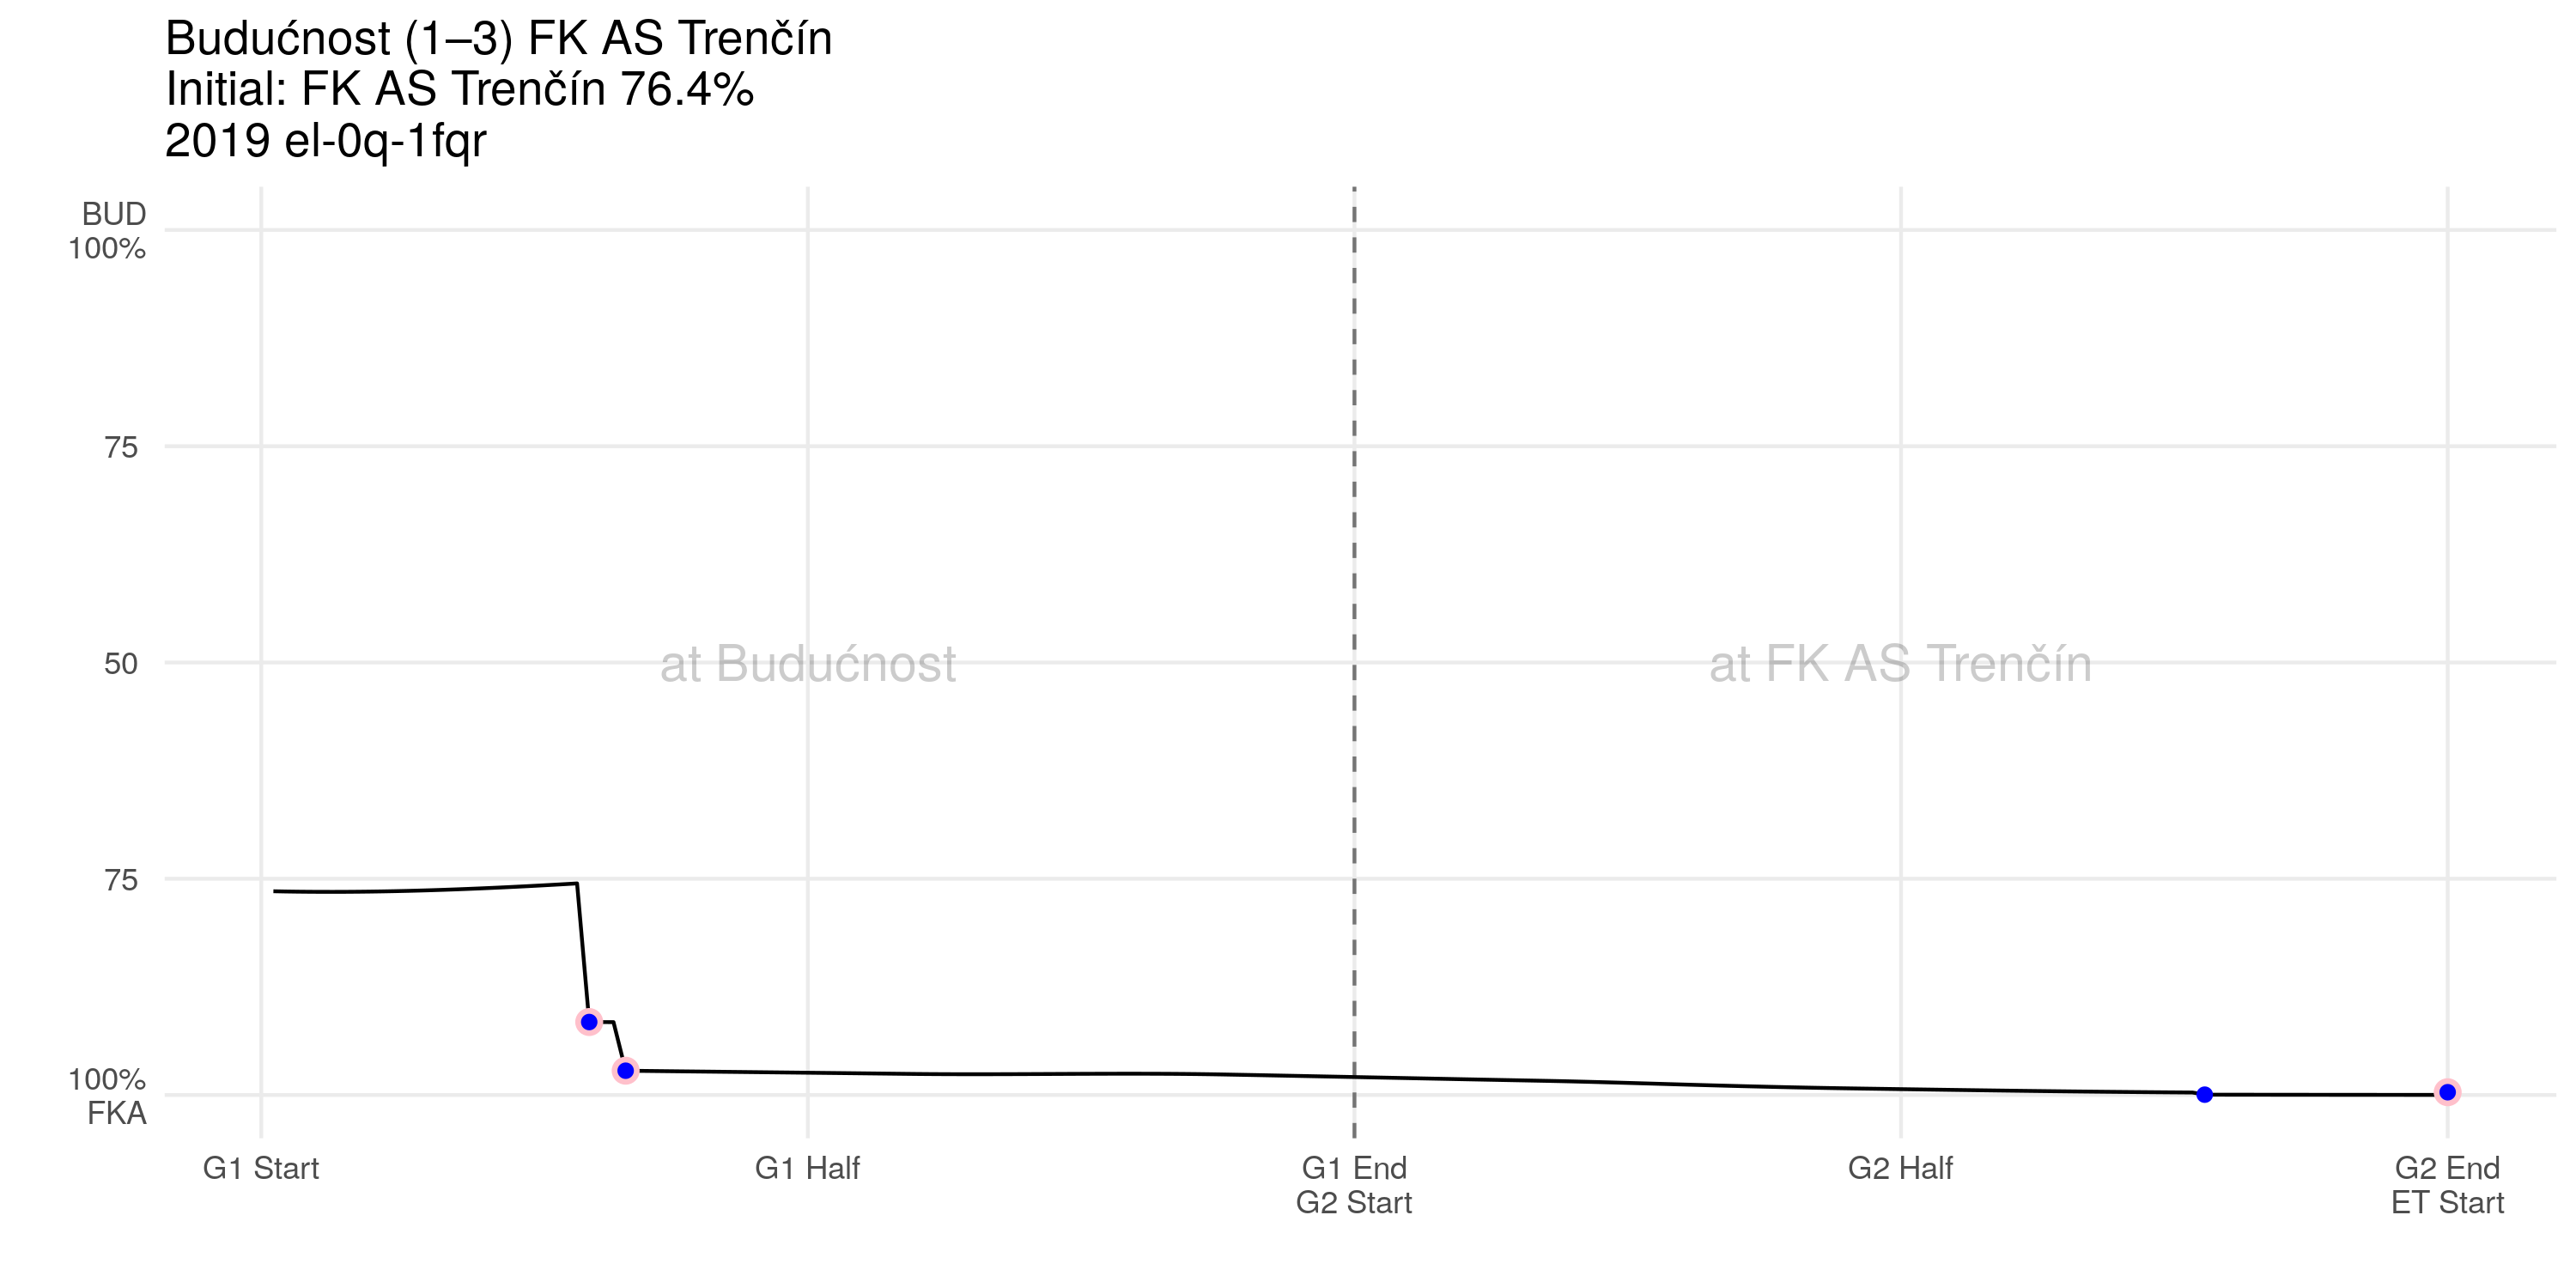 Budućnost (1–3) FK AS Trenčín
Initial: FK AS Trenčín 76.4%
2019 el-0q-1fqr
BUD
100%
75
50
75
100%
FKA
at Budućnost
at FK AS Trenčín
G1 Start
G1 Half
G1 End
G2 Start
G2 Half
G2 End
ET Start